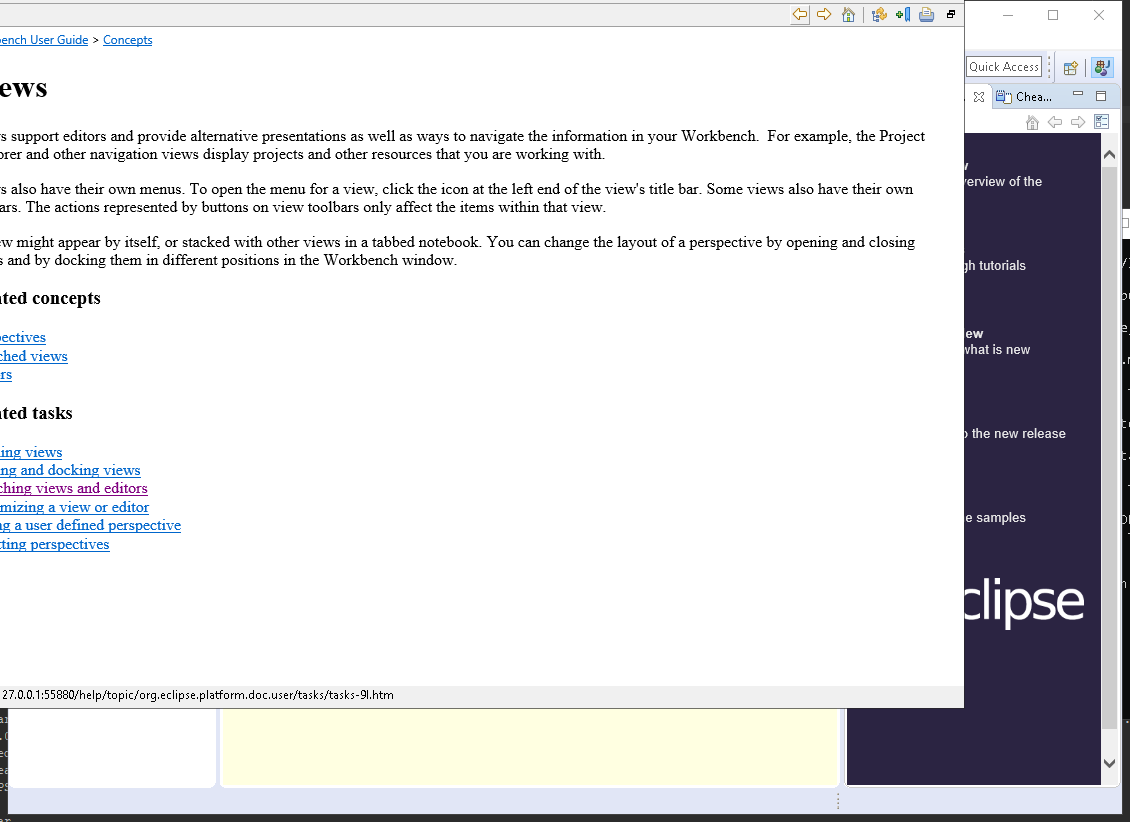 ench User Guide > Concepts
ews
s support editors and provide alternative presentations as well as ways to navigate the information in your Workbench.  For example, the Project
orer and other navigation views display projects and other resources that you are working with.
s also have their own menus. To open the menu for a view, click the icon at the left end of the view's title bar. Some views also have their own
ars. The actions represented by buttons on view toolbars only affect the items within that view.
ew might appear by itself, or stacked with other views in a tabbed notebook. You can change the layout of a perspective by opening and closing
s and by docking them in different positions in the Workbench window.
ated concepts
pectives
ched views
rs
ated tasks
ing views
ng and docking views
ching views and editors
mizing a view or editor
ng a user defined perspective
tting perspectives
27.0.0.1:55880/help/topic/org.eclipse.platform.doc.user/tasks/tasks-9l.htm
Quick Access
Chea...
w
verview of the
gh tutorials
ew
what is new
o the new release
e samples
clipse